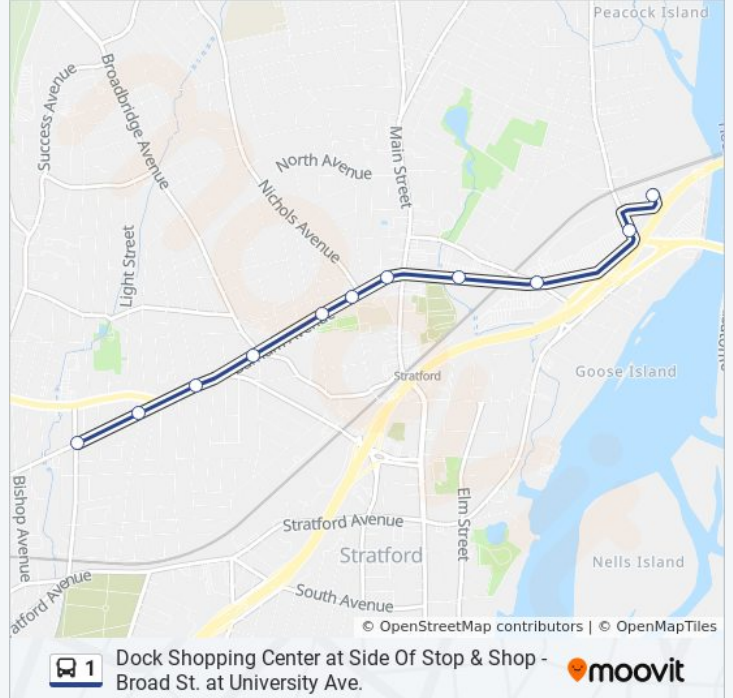 Peacock Island
Success Avenue
Broadbridge Avenue
Main Street
North Avenue
Nichols Avenue
Light Street
Goose Island
Stratford
Bishop Avenue
Elm Street
Stratford Avenue
Stratford
Nells Island
South Avenue
atford Avenue
© OpenStreetMap contributors | © OpenMapTiles
1
Dock Shopping Center at Side Of Stop & Shop -
Broad St. at University Ave.
moovit